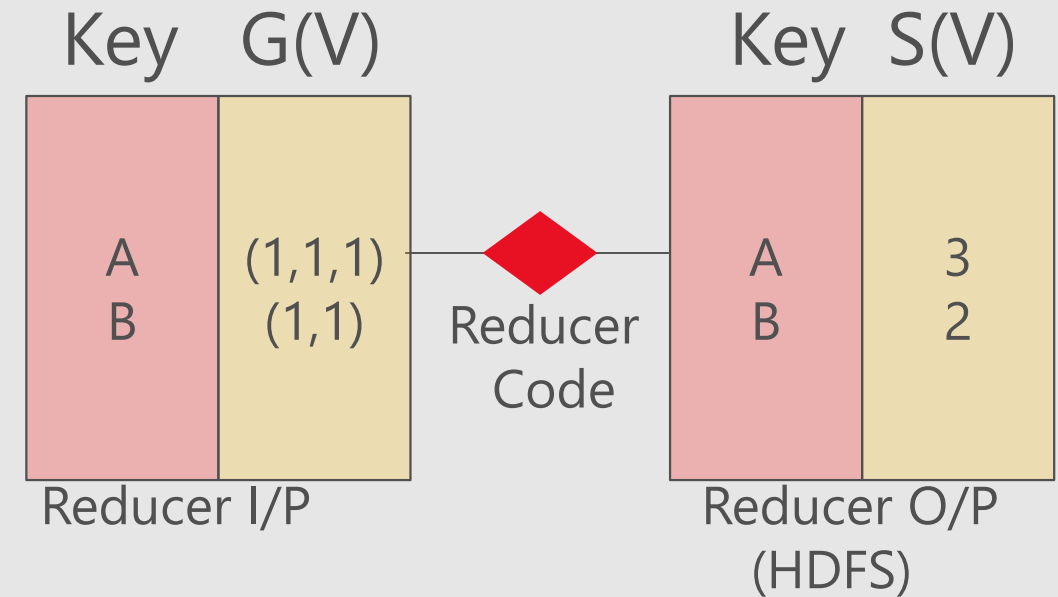 Key G(V)
Key S(V)
A (1,1,1)
B (1,1)
Reducer
Code
A 3
B 2
Reducer I/P
Reducer O/P
(HDFS)